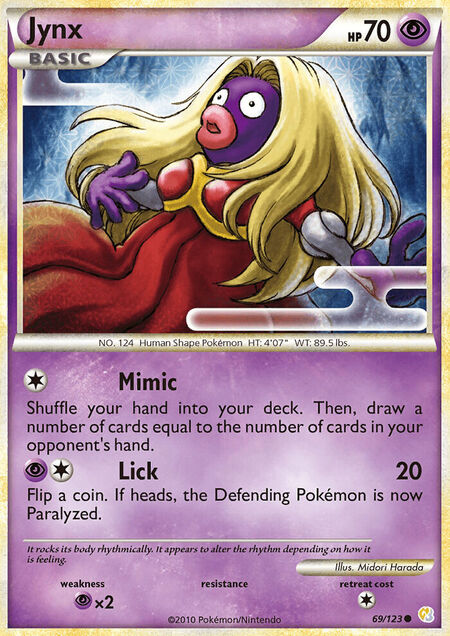 Jynx HP 70
BASIC
NO. 124 Human Shape Pokémon HT: 4'07" WT: 89.5 lbs.
Mimic
Shuffle your hand into your deck. Then, draw a
number of cards equal to the number of cards in your
opponent's hand.
Lick 20
Flip a coin. If heads, the Defending Pokémon is now
Paralyzed.
It rocks its body rhythmically. It appears to alter the rhythm depending on how it
is feeling.
Illus. Midori Harada
weakness resistance retreat cost
×2
©2010 Pokémon/Nintendo 69/123